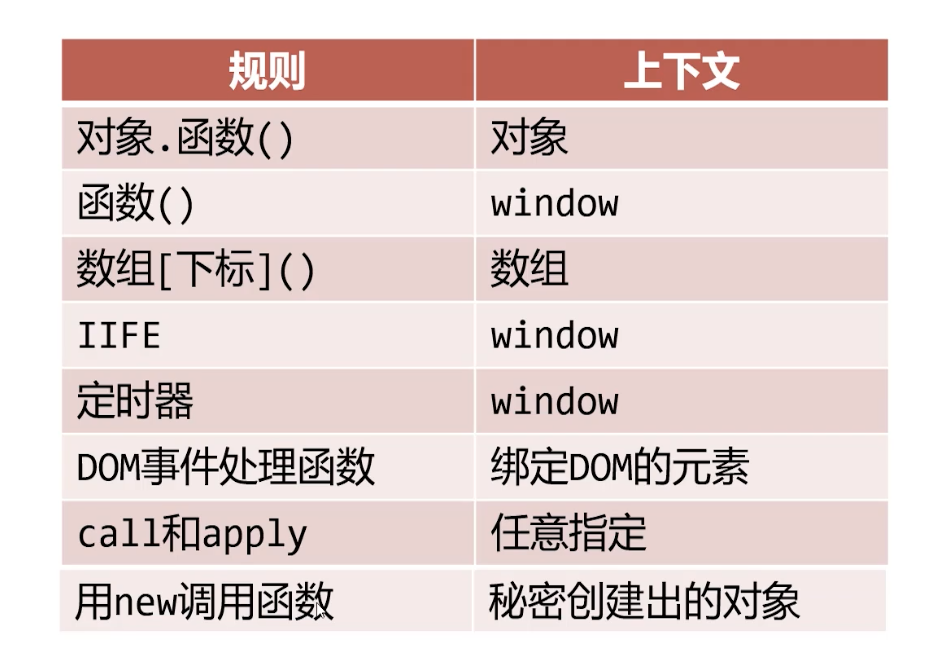 规则 上下文
对象.函数() 对象
函数() window
数组[下标]() 数组
IIFE window
定时器 window
DOM事件处理函数 绑定DOM的元素
call和apply 任意指定
用new调用函数 秘密创建出的对象